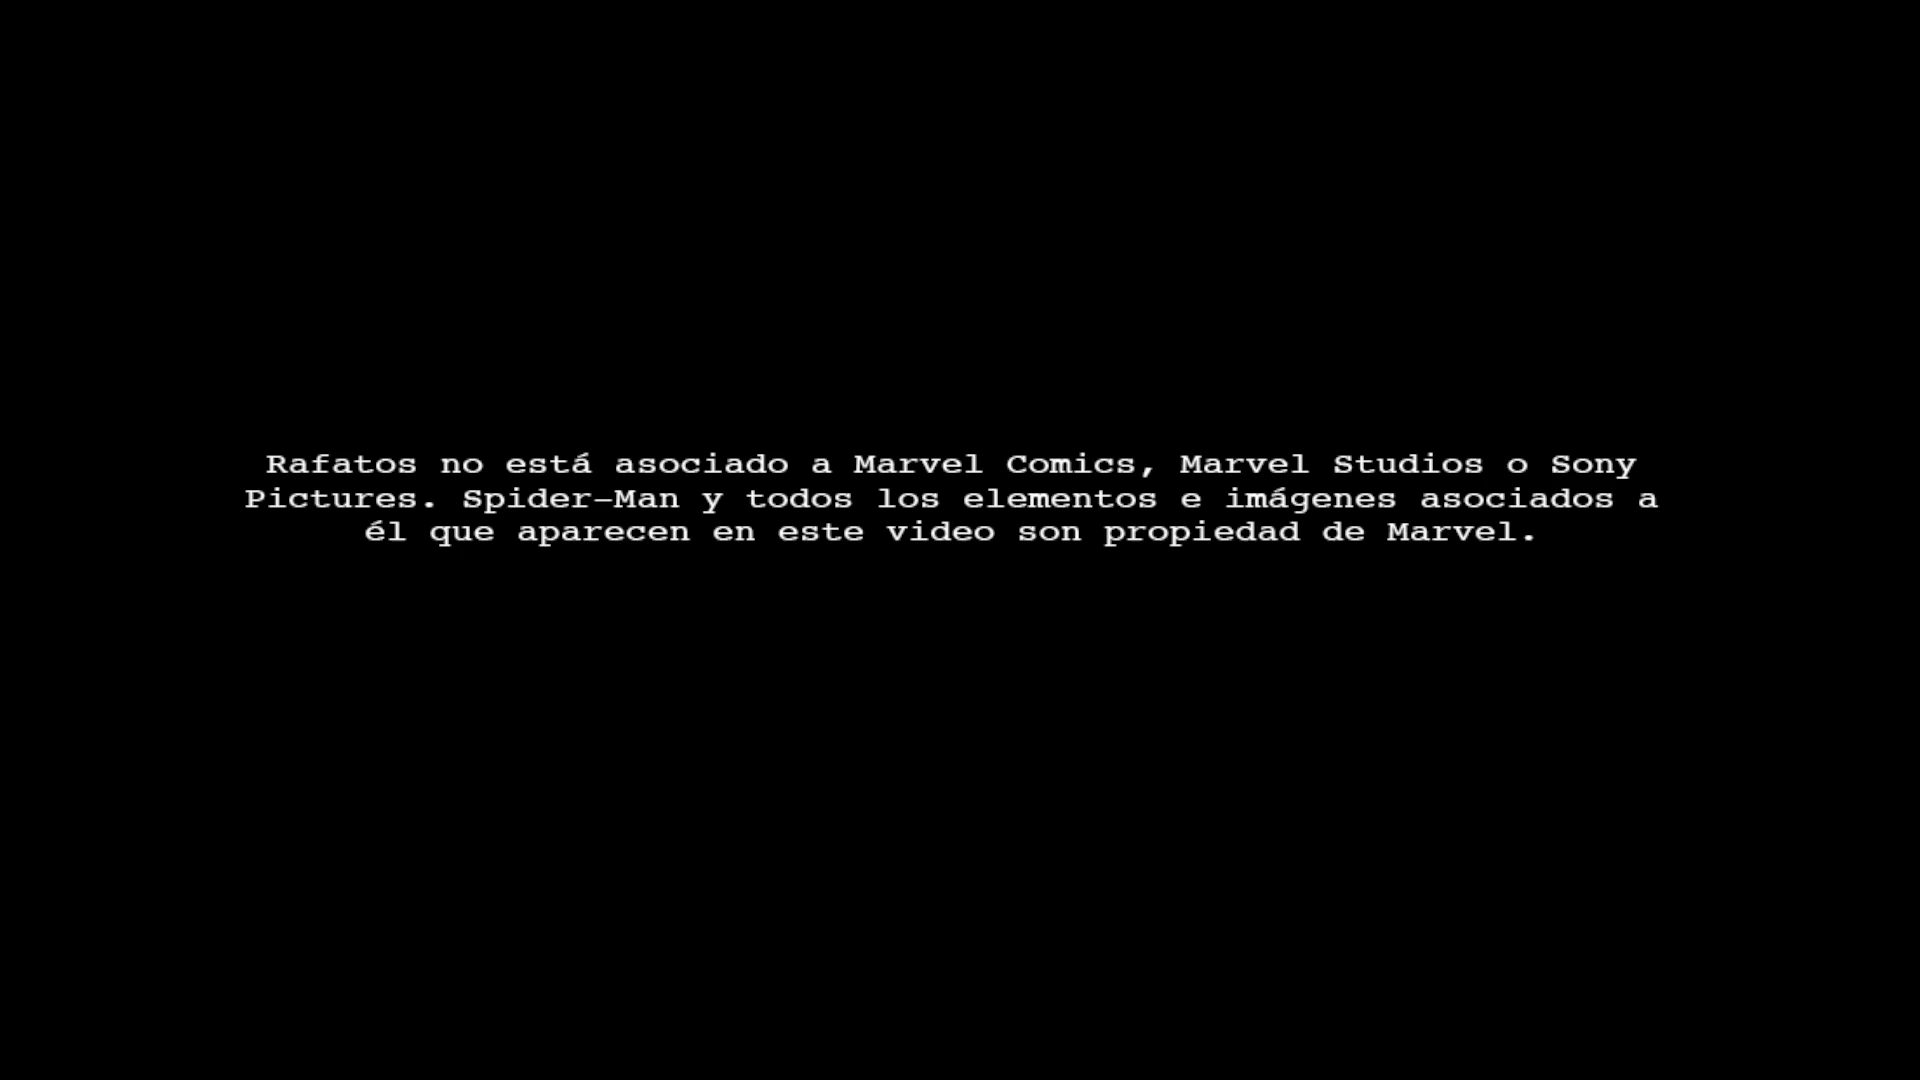 Rafatos no está asociado a Marvel Comics, Marvel Studios o Sony
Pictures. Spider-Man y todos los elementos e imágenes asociados a
él que aparecen en este video son propiedad de Marvel.